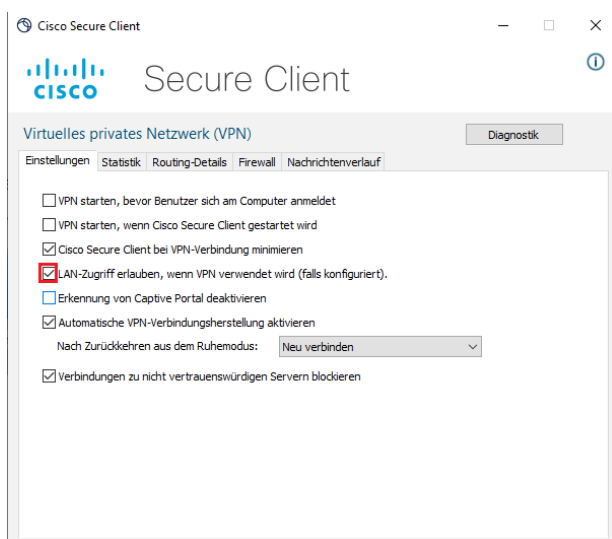 Cisco Secure Client
CISCO
Secure Client
Virtuelles privates Netzwerk (VPN)
Diagnostik
Einstellungen Statistik Routing-Details Firewall Nachrichtenverlauf
VPN starten, bevor Benutzer sich am Computer anmeldet
VPN starten, wenn Cisco Secure Client gestartet wird
Cisco Secure Client bei VPN-Verbindung minimieren
LAN-Zugriff erlauben, wenn VPN verwendet wird (falls konfiguriert).
Erkennung von Captive Portal deaktivieren
Automatische VPN-Verbindungsherstellung aktivieren
Nach Zurückkehren aus dem Ruhemodus: Neu verbinden
Verbindungen zu nicht vertrauenswürdigen Servern blockieren